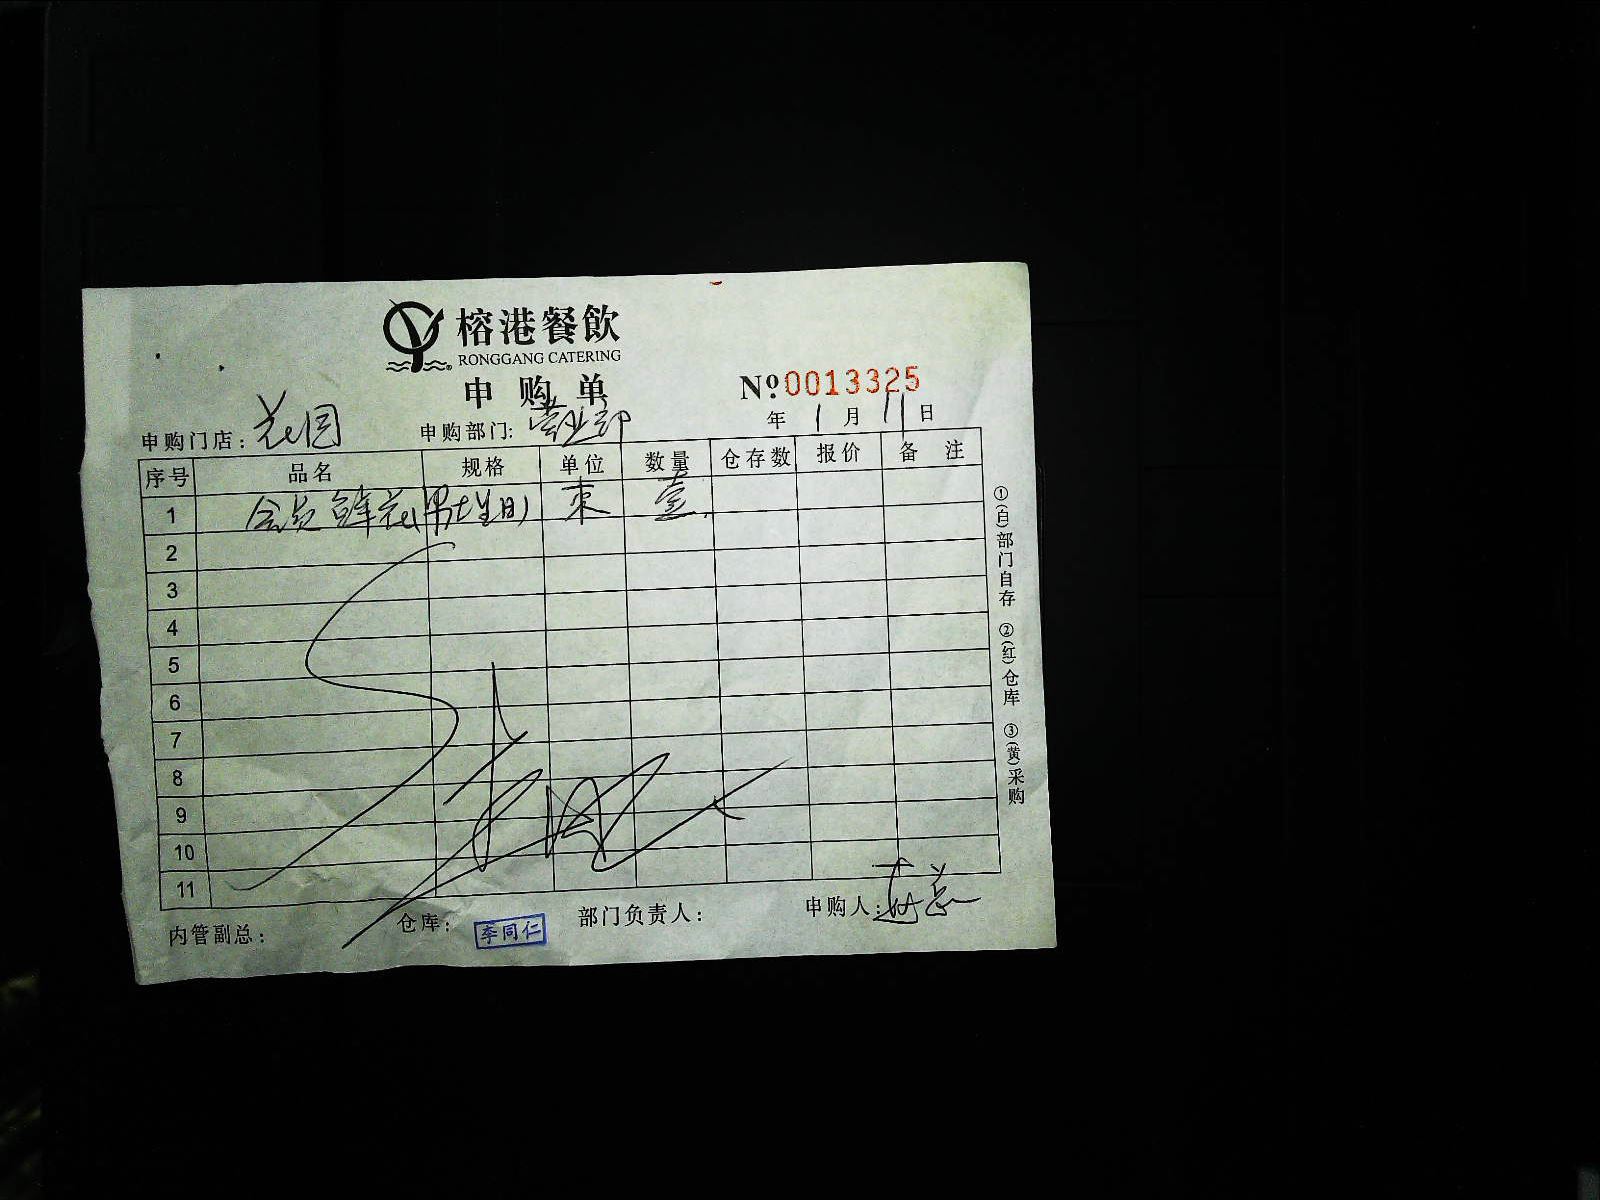 榕港餐飲
RONGGANG CATERING
申购单
№0013325
年 1 月 11 日
申购门店: 花园 申购部门: 营业部
序号 品名 规格 单位 数量 仓存数 报价 备注
1 会员鲜花(男士生日) 束 壹
2
3
4
5
6
7
8
9
10
11
内管副总: 仓库: 李同仁 部门负责人: 申购人:
①(白)部门自存 ②(红)仓库 ③(黄)采购